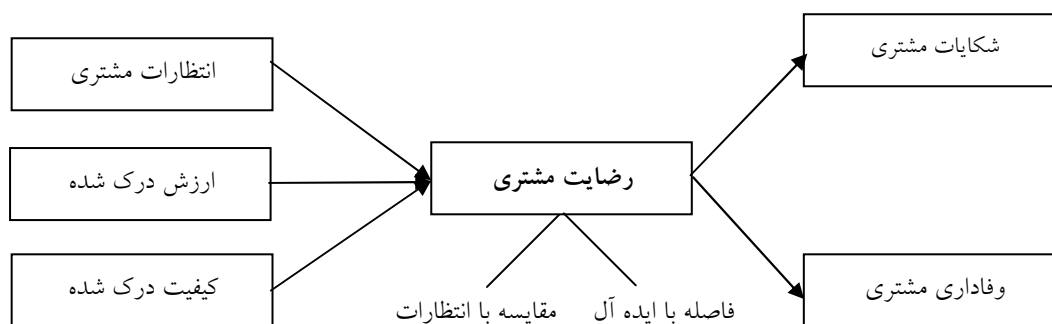 شکایات مشتری
انتظارات مشتری
رضایت مشتری
ارزش درک شده
کیفیت درک شده
وفاداری مشتری
فاصله با ایده آل
مقایسه با انتظارات